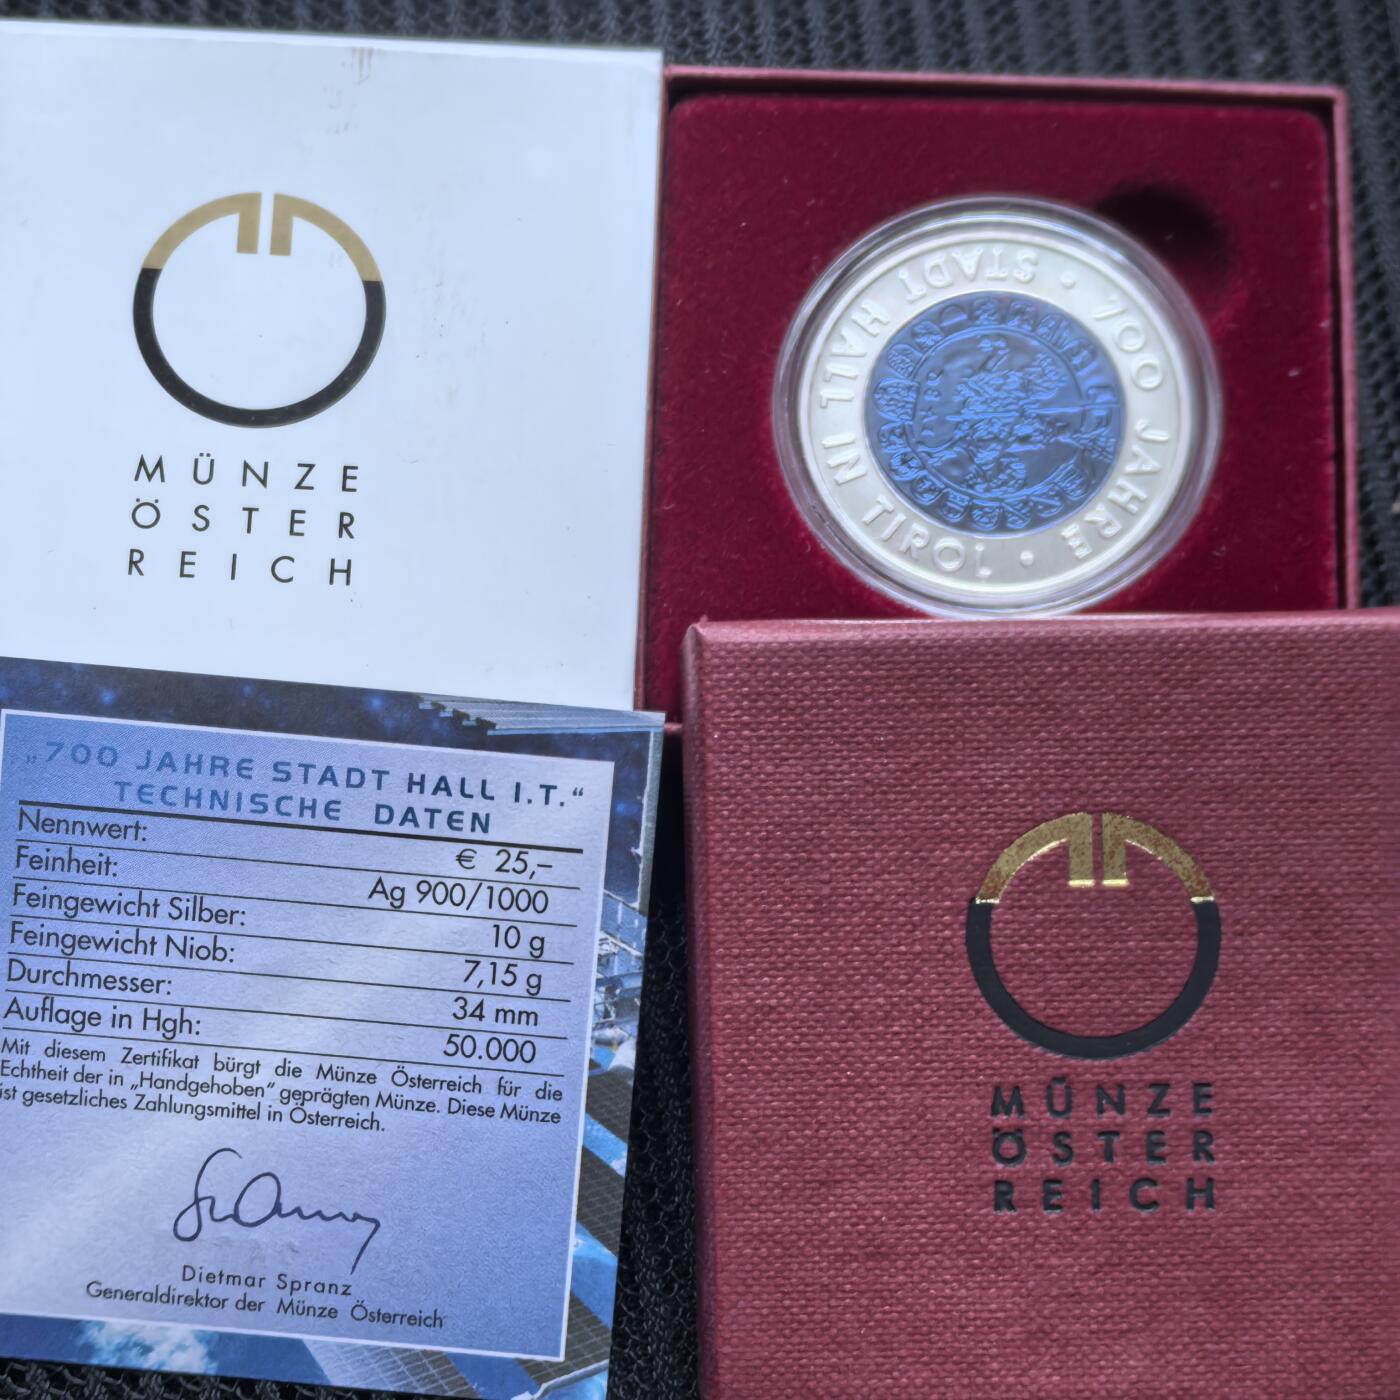 MÜNZE
ÖSTER
REICH
700 JAHRE · STADT HALL IN TIROL ·
„700 JAHRE STADT HALL I.T.“
TECHNISCHE DATEN
Nennwert: € 25,–
Feinheit: Ag 900/1000
Feingewicht Silber: 10 g
Feingewicht Niob: 7,15 g
Durchmesser: 34 mm
Auflage in Hgh: 50.000
Mit diesem Zertifikat bürgt die Münze Österreich für die
Echtheit der in „Handgehoben“ geprägten Münze. Diese Münze
ist gesetzliches Zahlungsmittel in Österreich.
Dietmar Spranz
Generaldirektor der Münze Österreich
MÜNZE
ÖSTER
REICH